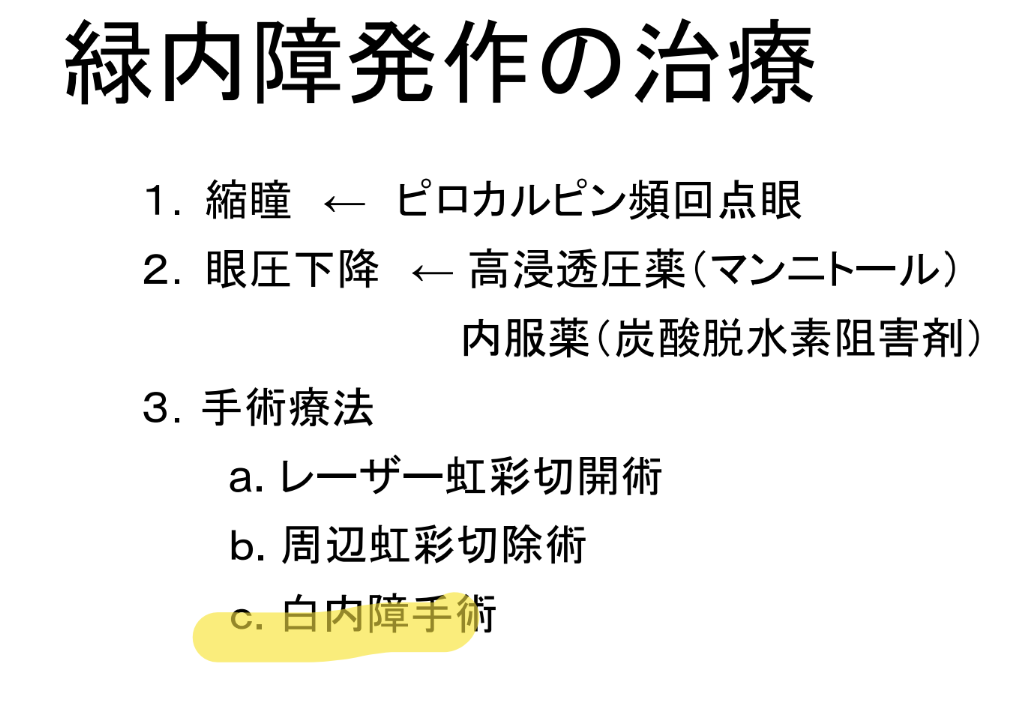 緑内障発作の治療
1. 縮瞳 ← ピロカルピン頻回点眼
2. 眼圧下降 ← 高浸透圧薬(マンニトール)
内服薬(炭酸脱水素阻害剤)
3. 手術療法
a. レーザー虹彩切開術
b. 周辺虹彩切除術
c. 白内障手術